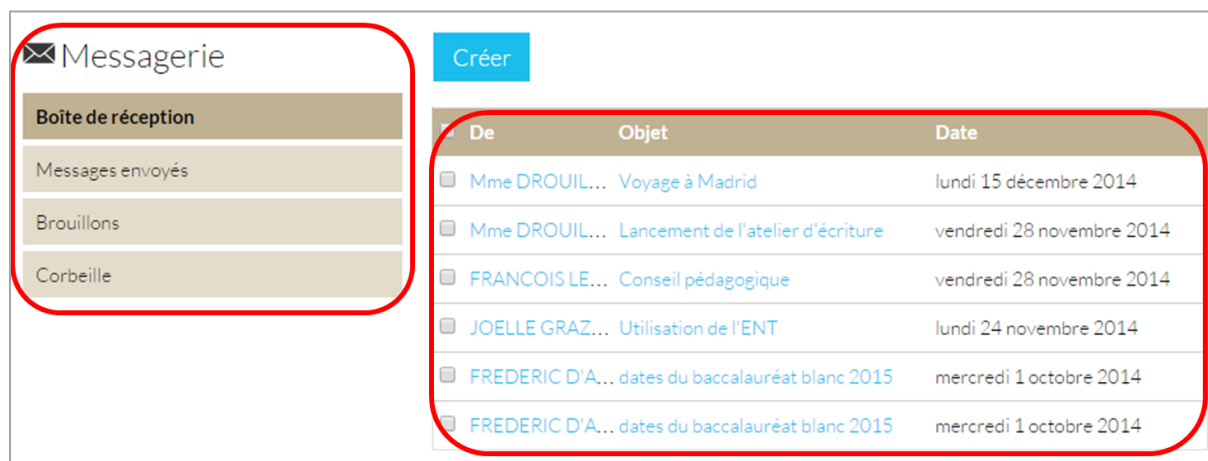 Messagerie
Boîte de réception
Messages envoyés
Brouillons
Corbeille
Créer
De Objet Date
Mme DROUIL... Voyage à Madrid lundi 15 décembre 2014
Mme DROUIL... Lancement de l'atelier d'écriture vendredi 28 novembre 2014
FRANCOIS LE... Conseil pédagogique vendredi 28 novembre 2014
JOELLE GRAZ... Utilisation de l'ENT lundi 24 novembre 2014
FREDERIC D'A... dates du baccalauréat blanc 2015 mercredi 1 octobre 2014
FREDERIC D'A... dates du baccalauréat blanc 2015 mercredi 1 octobre 2014